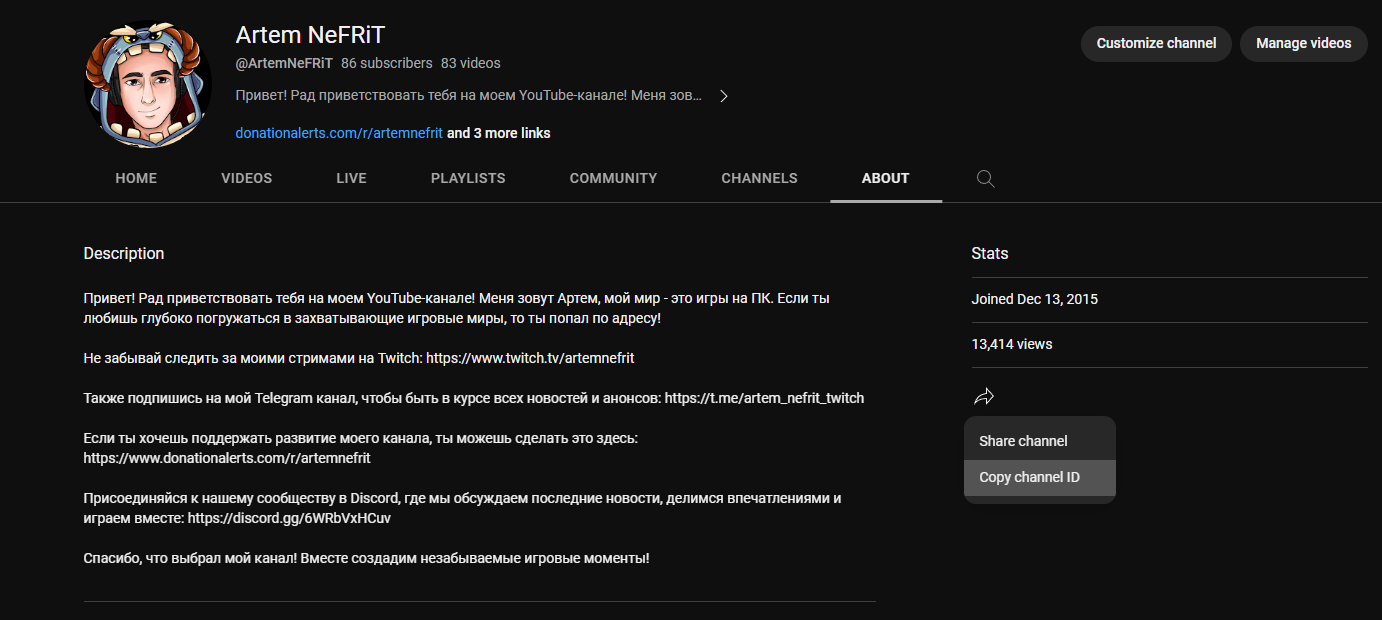 Artem NeFRiT
@ArtemNeFRiT 86 subscribers 83 videos
Привет! Рад приветствовать тебя на моем YouTube-канале! Меня зов...
donationalerts.com/r/artemnefrit and 3 more links
Customize channel
Manage videos
HOME
VIDEOS
LIVE
PLAYLISTS
COMMUNITY
CHANNELS
ABOUT
Description
Привет! Рад приветствовать тебя на моем YouTube-канале! Меня зовут Артем, мой мир - это игры на ПК. Если ты
любишь глубоко погружаться в захватывающие игровые миры, то ты попал по адресу!
Не забывай следить за моими стримами на Twitch: https://www.twitch.tv/artemnefrit
Также подпишись на мой Telegram канал, чтобы быть в курсе всех новостей и анонсов: https://t.me/artem_nefrit_twitch
Если ты хочешь поддержать развитие моего канала, ты можешь сделать это здесь:
https://www.donationalerts.com/r/artemnefrit
Присоединяйся к нашему сообществу в Discord, где мы обсуждаем последние новости, делимся впечатлениями и
играем вместе: https://discord.gg/6WRbVxHCuv
Спасибо, что выбрал мой канал! Вместе создадим незабываемые игровые моменты!
Stats
Joined Dec 13, 2015
13,414 views
Share channel
Copy channel ID